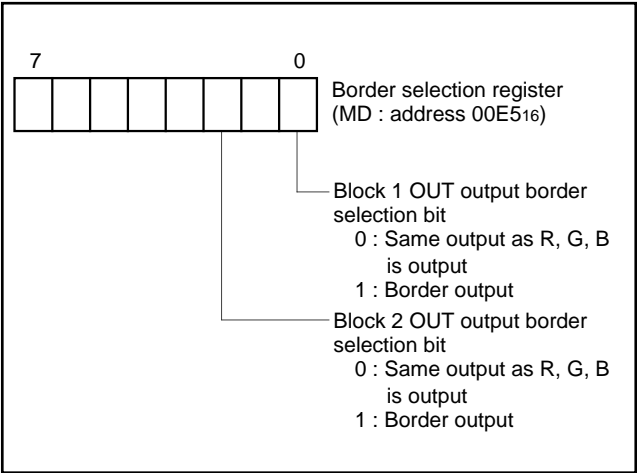 7 0
Border selection register
(MD : address 00E516)
Block 1 OUT output border
selection bit
0 : Same output as R, G, B
is output
1 : Border output
Block 2 OUT output border
selection bit
0 : Same output as R, G, B
is output
1 : Border output